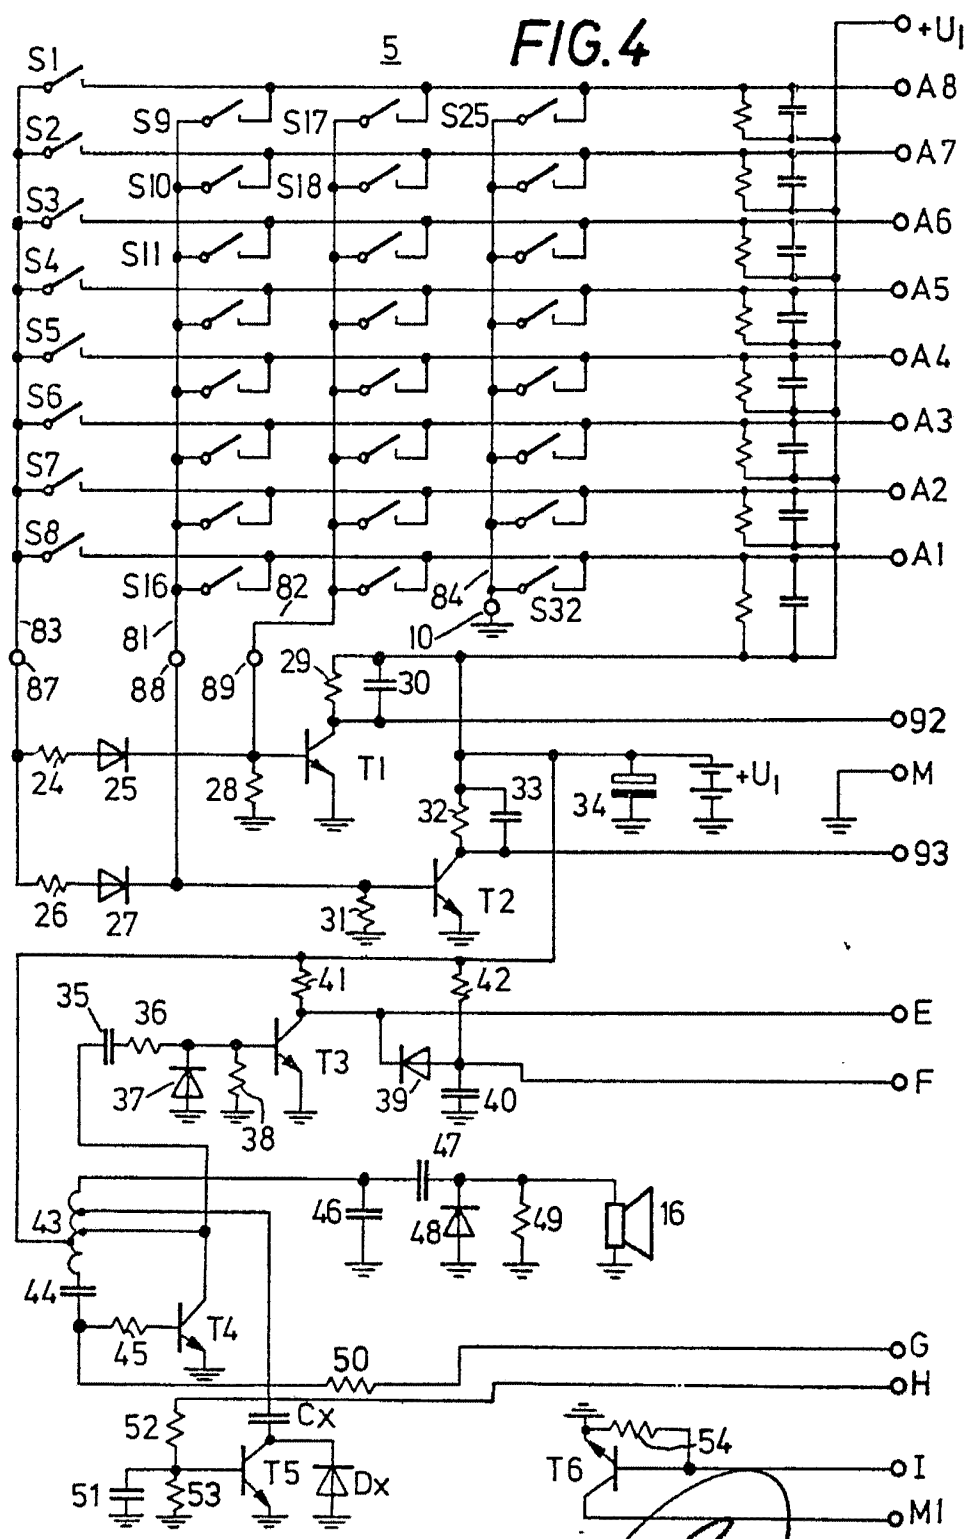 FIG.4
5
+U1
S1
A8
S9 S17 S25
S2
A7
S10 S18
S3
A6
S11
S4
A5
S5
A4
S6
A3
S7
A2
S8
A1
S16 82 84 S32
83 81 10
87 88 89 29 30
92
24 25 28 T1
M
34 +U1
32 33
93
26 27 31 T2
35 36 41 42
E
37 38 T3 39 40
F
47
43 46 48 49 16
44
45 T4
50
G
H
52 Cx
54
51 53 T5 Dx T6
I
M1